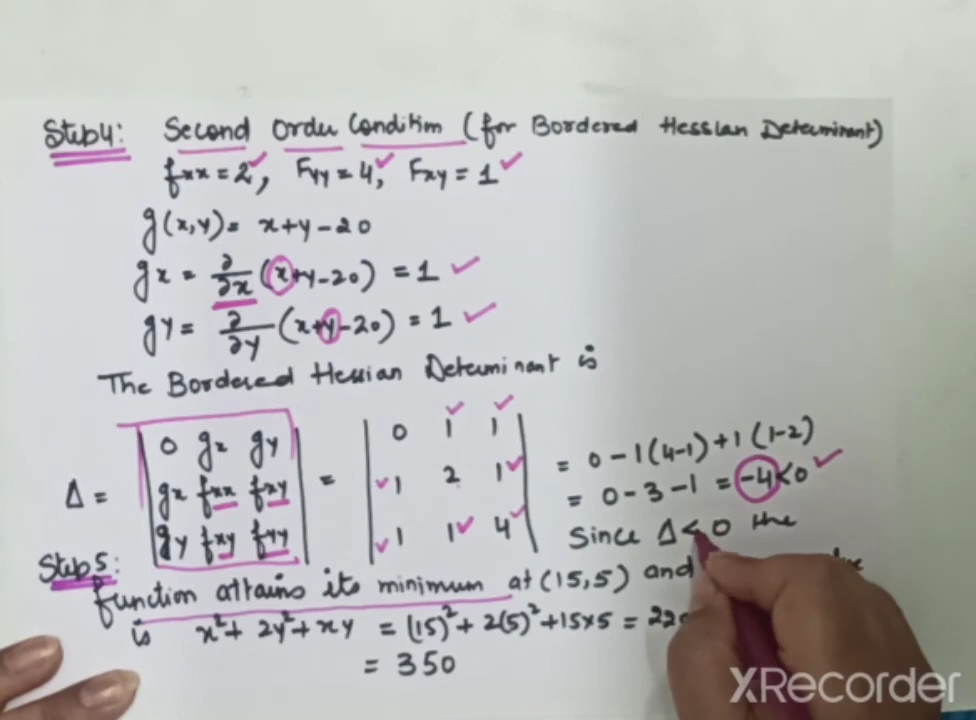 Step4: Second Order Condition (for Bordered Hessian Determinant)
fxx = 2, Fyy = 4, Fxy = 1
g(x,y) = x+y-20
gx = ∂/∂x (x+y-20) = 1
gy = ∂/∂y (x+y-20) = 1
The Bordered Hessian Determinant is
Δ = | 0 gx gy | = | 0 1 1 | = 0-1(4-1)+1(1-2)
| gx fxx fxy | | 1 2 1 | = 0-3-1 = -4<0
| gy fxy fyy | | 1 1 4 | Since Δ<0 the
Step5:
function attains its minimum at (15,5) and
is x²+2y²+xy = (15)²+2(5)²+15×5 =
= 350
XRecorder